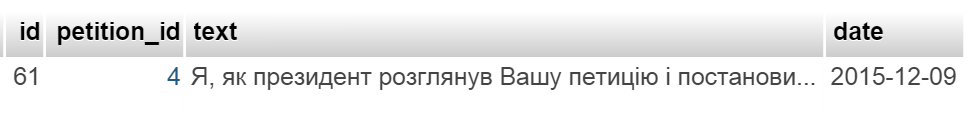 id petition_id text date
61 4 Я, як президент розглянув Вашу петицію і постанови... 2015-12-09